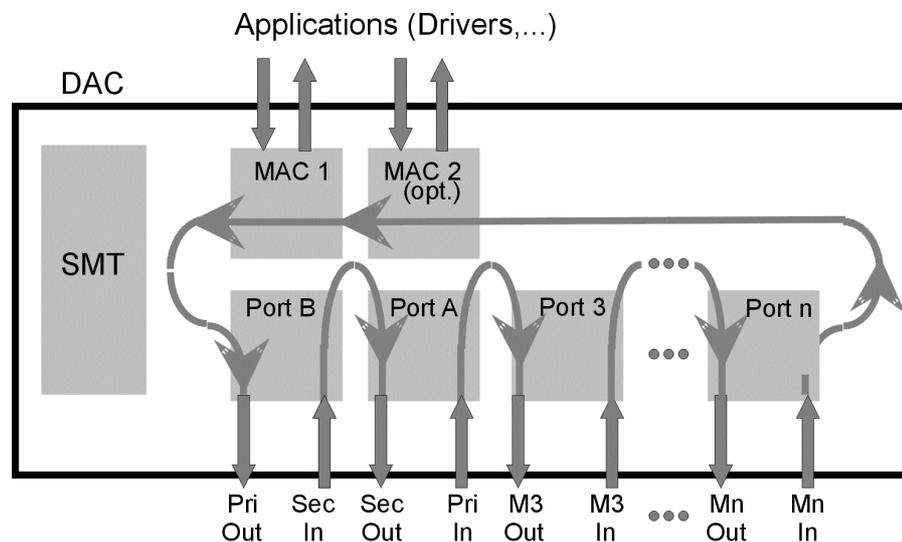 Applications (Drivers,...)
DAC
MAC 1
MAC 2
(opt.)
SMT
Port B
Port A
Port 3
Port n
Pri Sec Sec Pri M3 M3 Mn Mn
Out In Out In Out In Out In